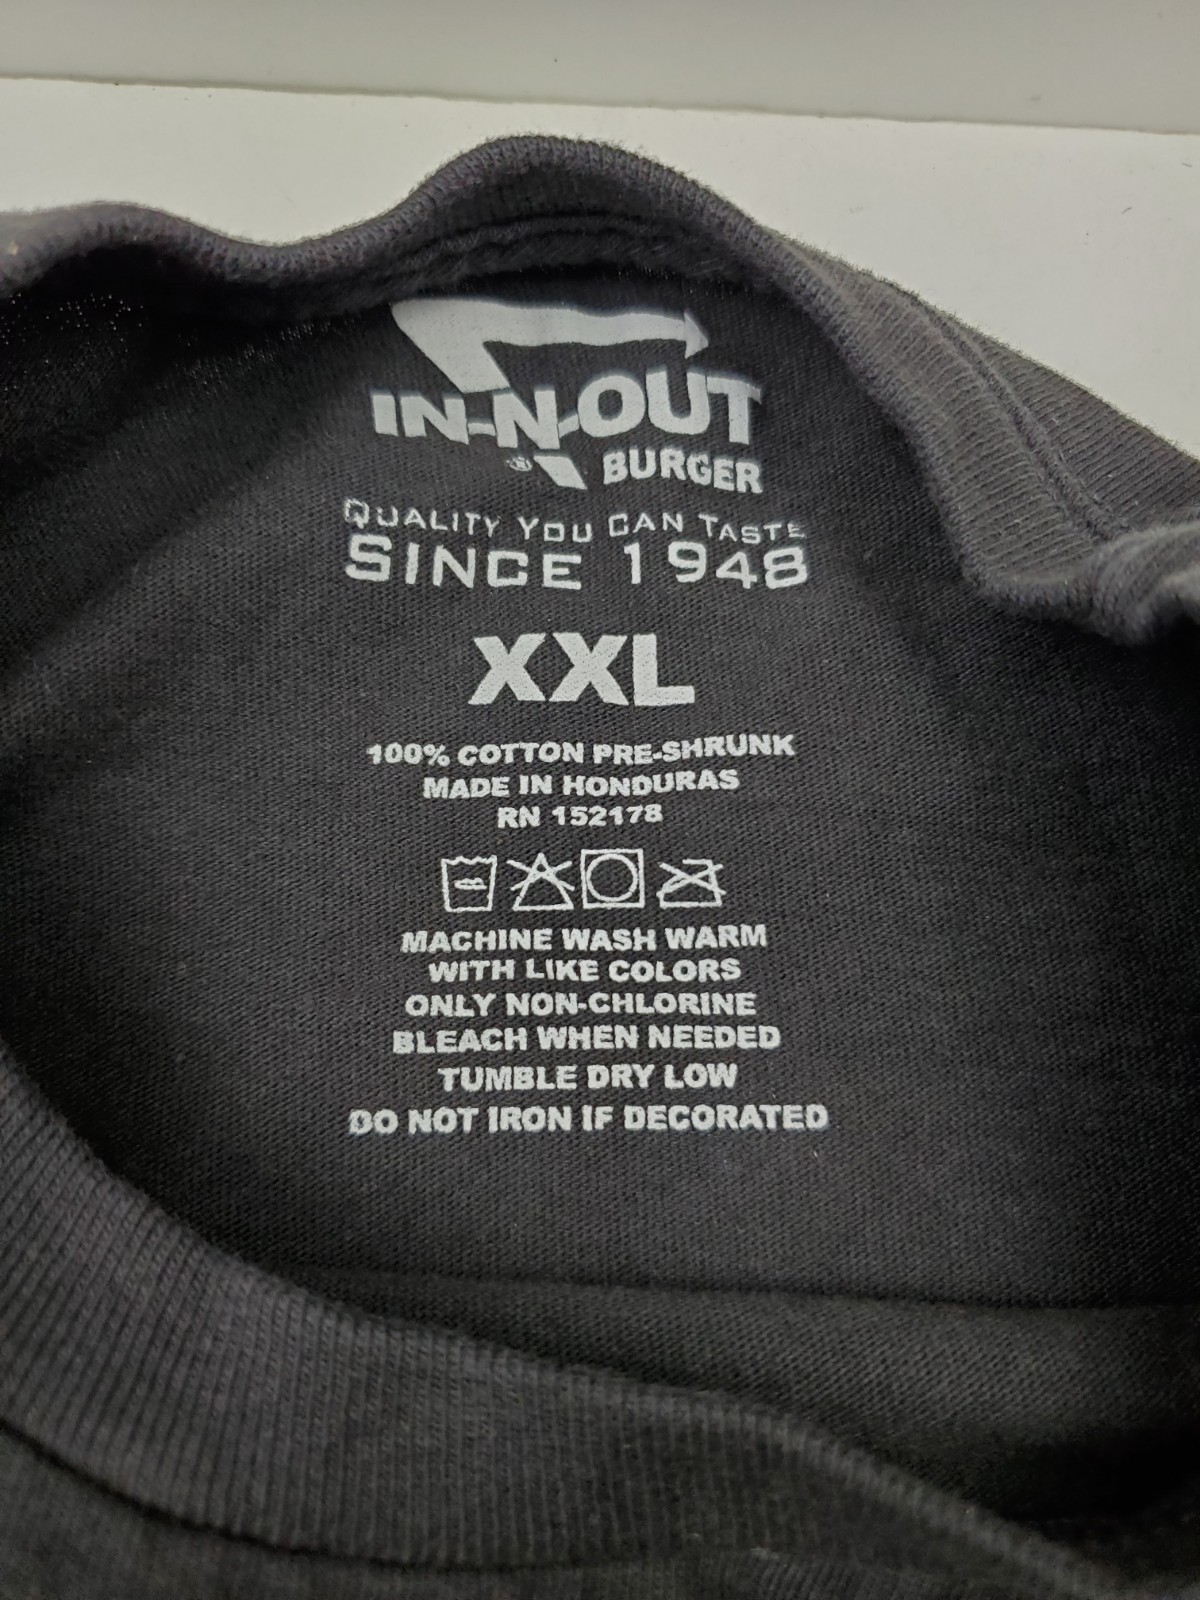 IN-N-OUT
®
BURGER
QUALITY YOU CAN TASTE
SINCE 1948
XXL
100% COTTON PRE-SHRUNK
MADE IN HONDURAS
RN 152178
MACHINE WASH WARM
WITH LIKE COLORS
ONLY NON-CHLORINE
BLEACH WHEN NEEDED
TUMBLE DRY LOW
DO NOT IRON IF DECORATED